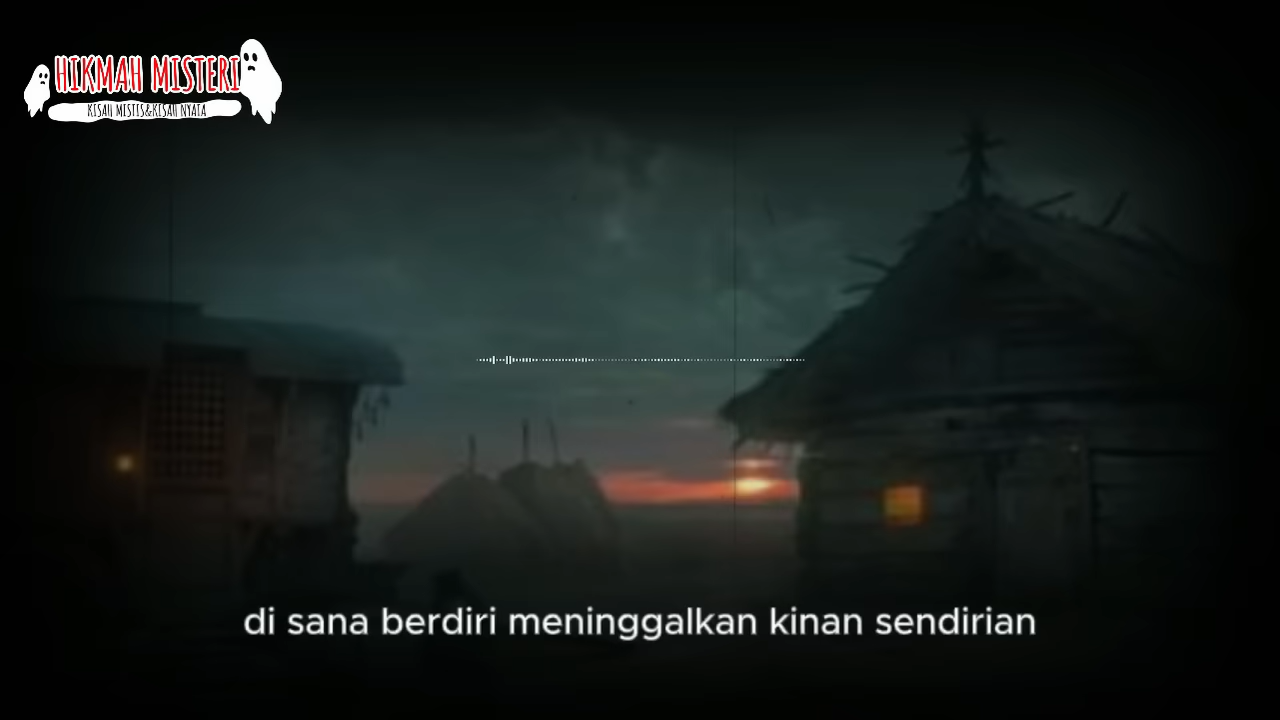 HIKMAH MISTERI
KISAH MISTIS&KISAH NYATA
di sana berdiri meninggalkan kinan sendirian